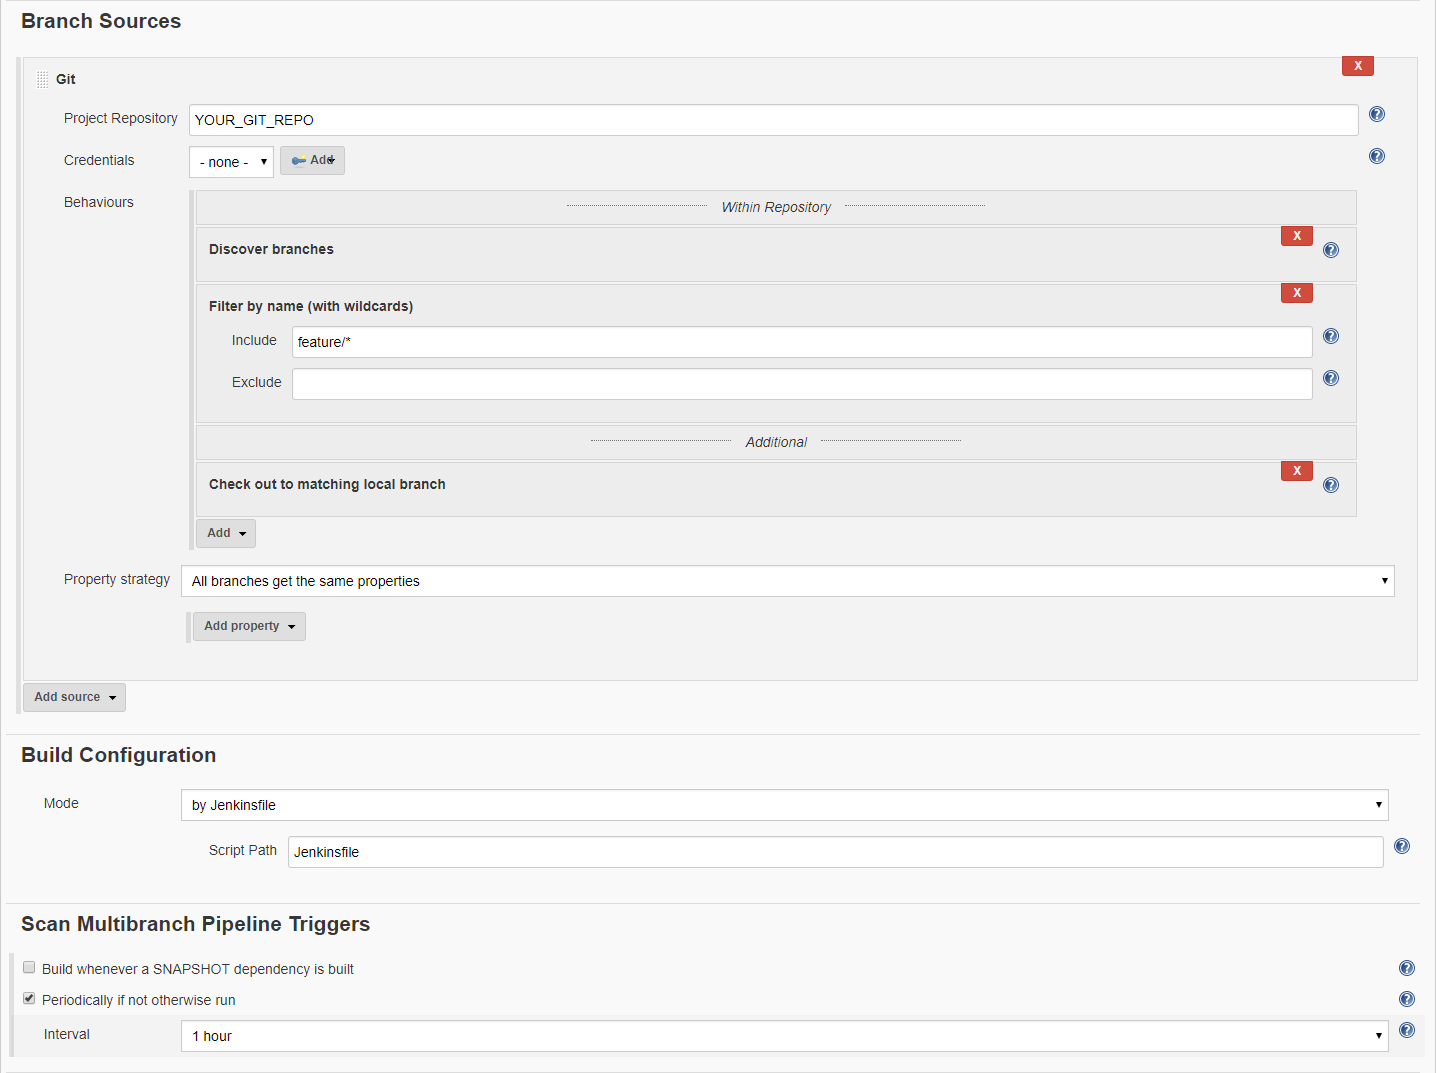 Branch Sources
X
Git
Project Repository YOUR_GIT_REPO
Credentials - none - Add
Behaviours Within Repository
X
Discover branches
X
Filter by name (with wildcards)
Include feature/*
Exclude
Additional
X
Check out to matching local branch
Add
Property strategy All branches get the same properties
Add property
Add source
Build Configuration
Mode by Jenkinsfile
Script Path Jenkinsfile
Scan Multibranch Pipeline Triggers
Build whenever a SNAPSHOT dependency is built
Periodically if not otherwise run
Interval 1 hour